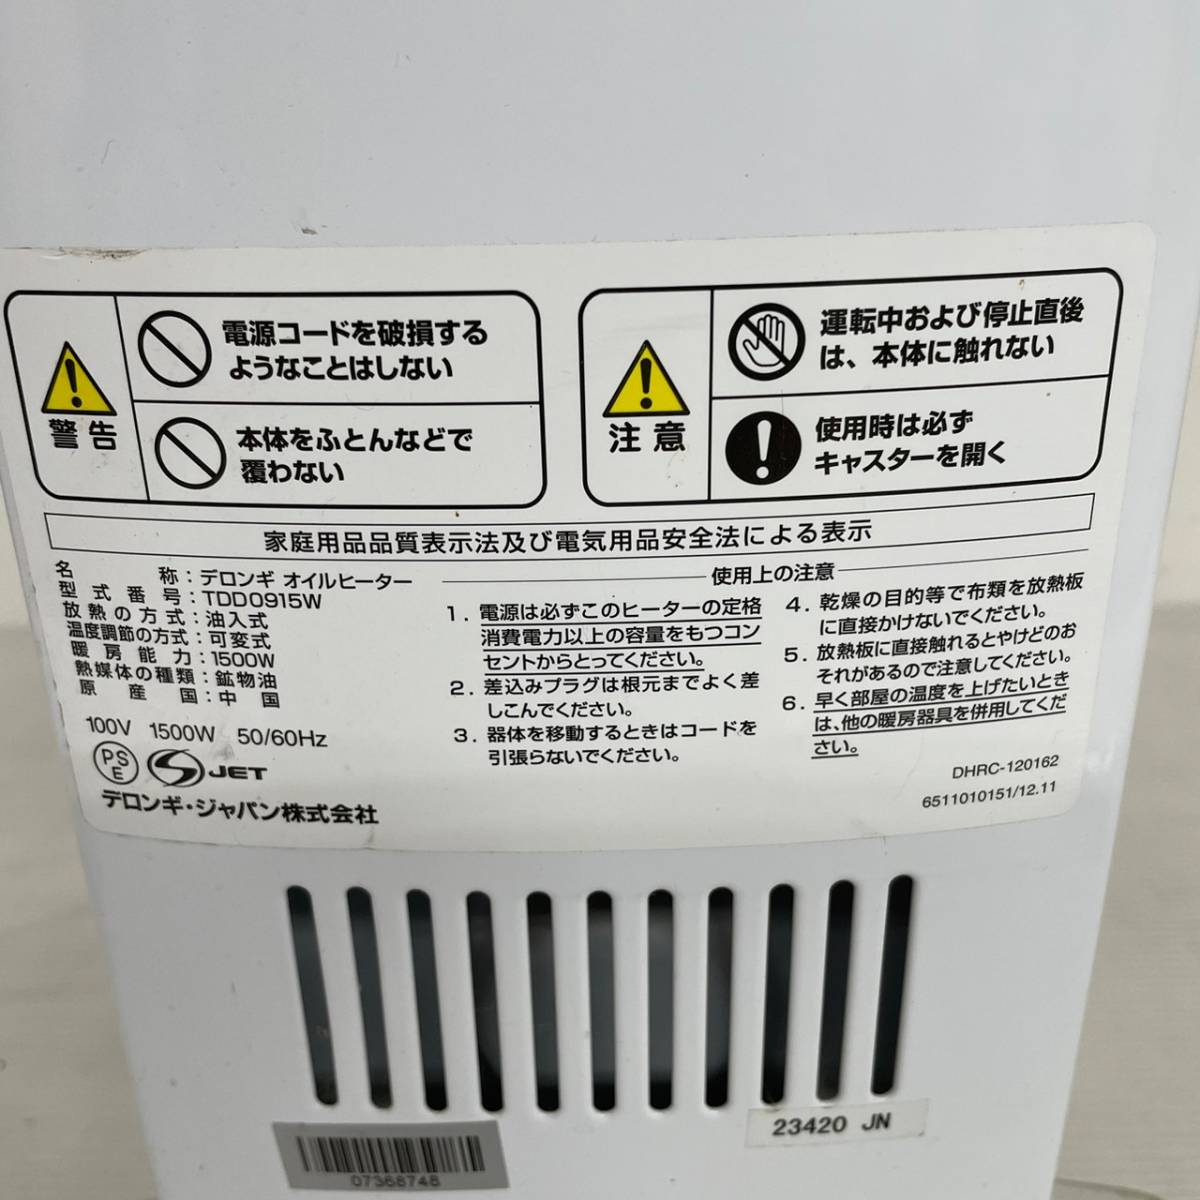 警告
電源コードを破損する
ようなことはしない
本体をふとんなどで
覆わない
注意
運転中および停止直後
は、本体に触れない
使用時は必ず
キャスターを開く
家庭用品品質表示法及び電気用品安全法による表示
名称:デロンギ オイルヒーター
型式番号:TDD0915W
放熱の方式:油入式
温度調節の方式:可変式
暖房能力:1500W
熱媒体の種類:鉱物油
原産国:中国
100V 1500W 50/60Hz
PS
E
S JET
デロンギ・ジャパン株式会社
使用上の注意
1. 電源は必ずこのヒーターの定格
消費電力以上の容量をもつコン
セントからとってください。
2. 差込みプラグは根元までよく差
しこんでください。
3. 器体を移動するときはコードを
引張らないでください。
4. 乾燥の目的等で布類を放熱板
に直接かけないでください。
5. 放熱板に直接触れるとやけどのお
それがあるので注意してください。
6. 早く部屋の温度を上げたいとき
は、他の暖房器具を併用してくだ
さい。
DHRC-120162
6511010151/12.11
23420 JN
07368748